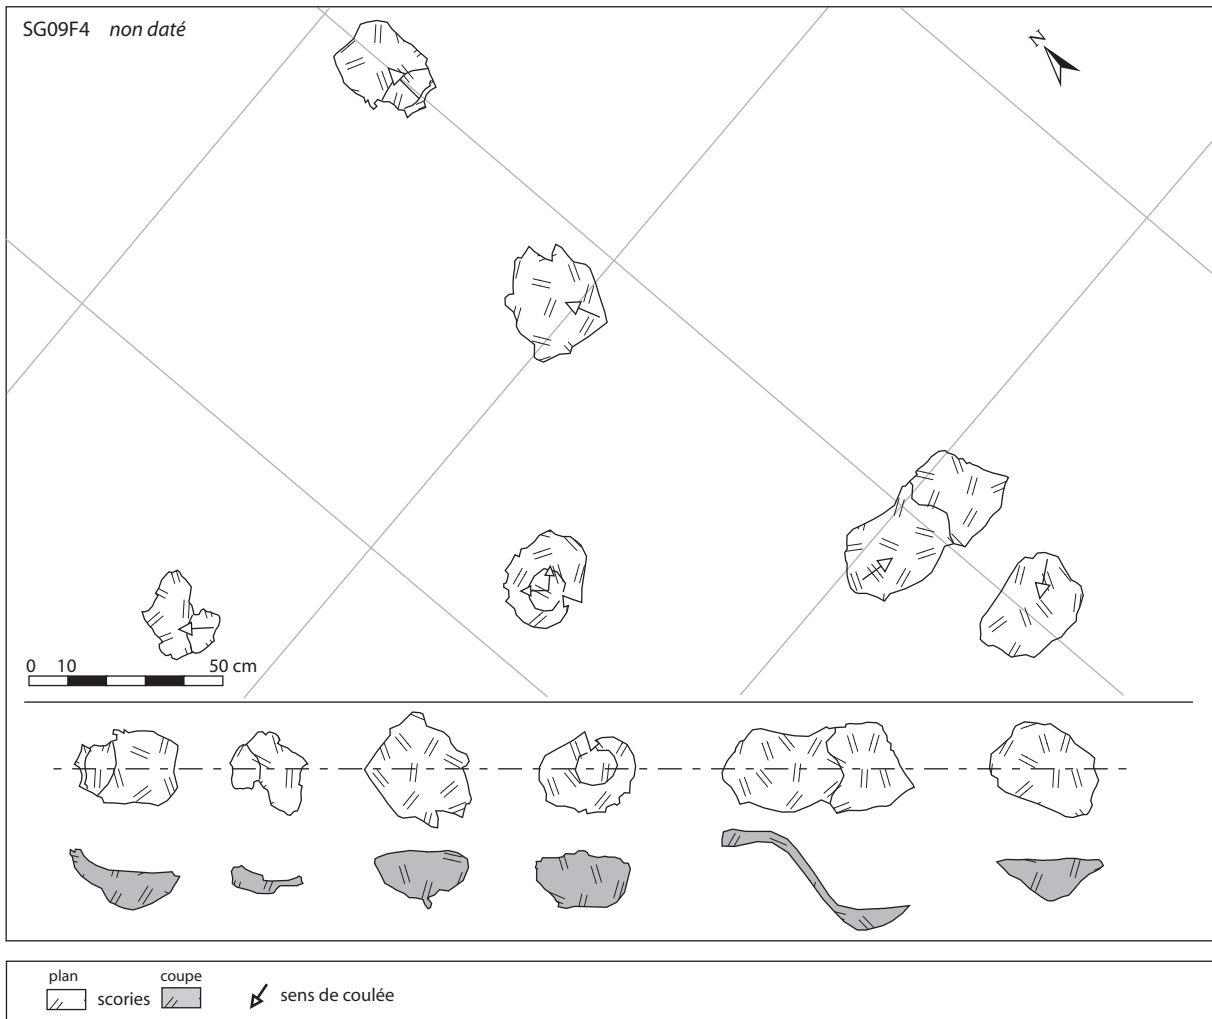 SG09F4 non daté
N
0 10 50 cm
plan coupe
scories sens de coulée